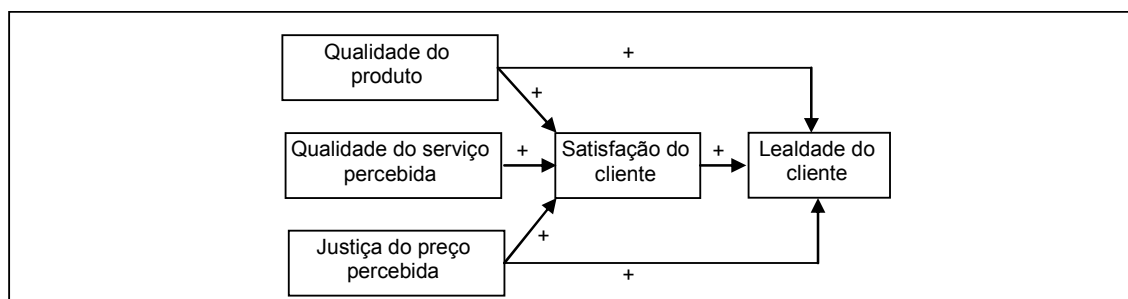 Qualidade do
produto
+
+
Qualidade do serviço
percebida
+
Satisfação do
cliente
+
Lealdade do
cliente
Justiça do preço
percebida
+
+